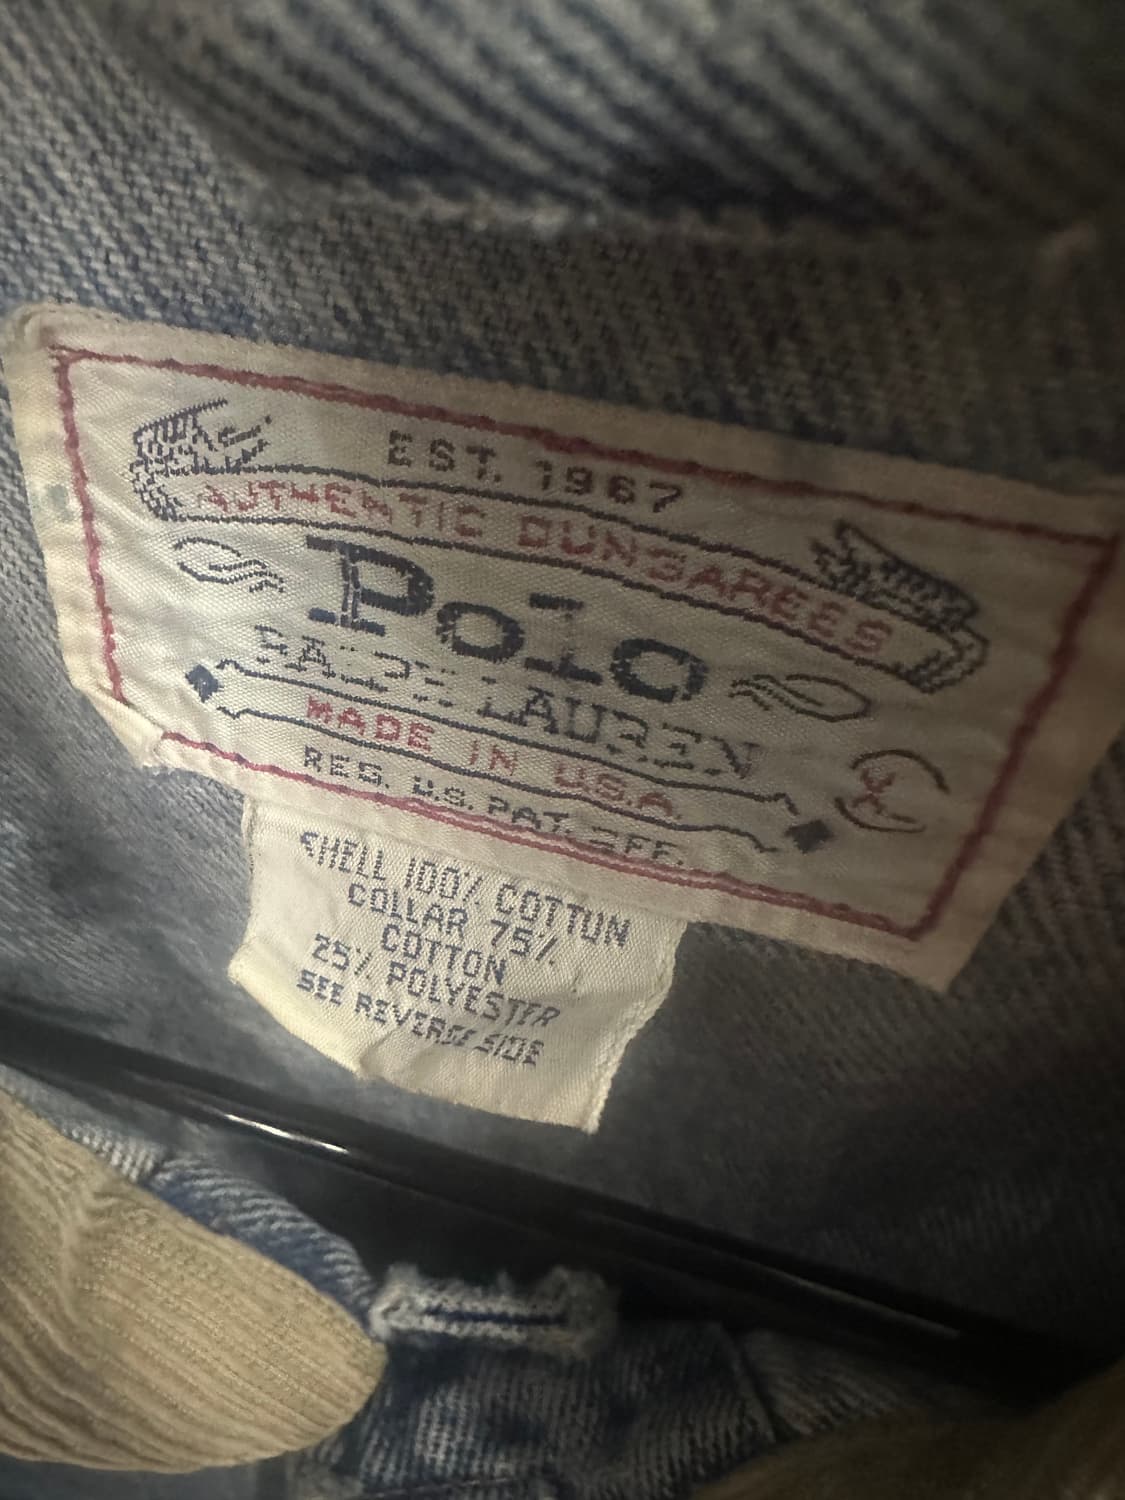 EST. 1967
AUTHENTIC DUNGAREES
Polo
RALPH LAUREN
MADE IN U.S.A.
REG. U.S. PAT. OFF.
SHELL 100% COTTON
COLLAR 75%
COTTON
25% POLYESTER
SEE REVERSE SIDE